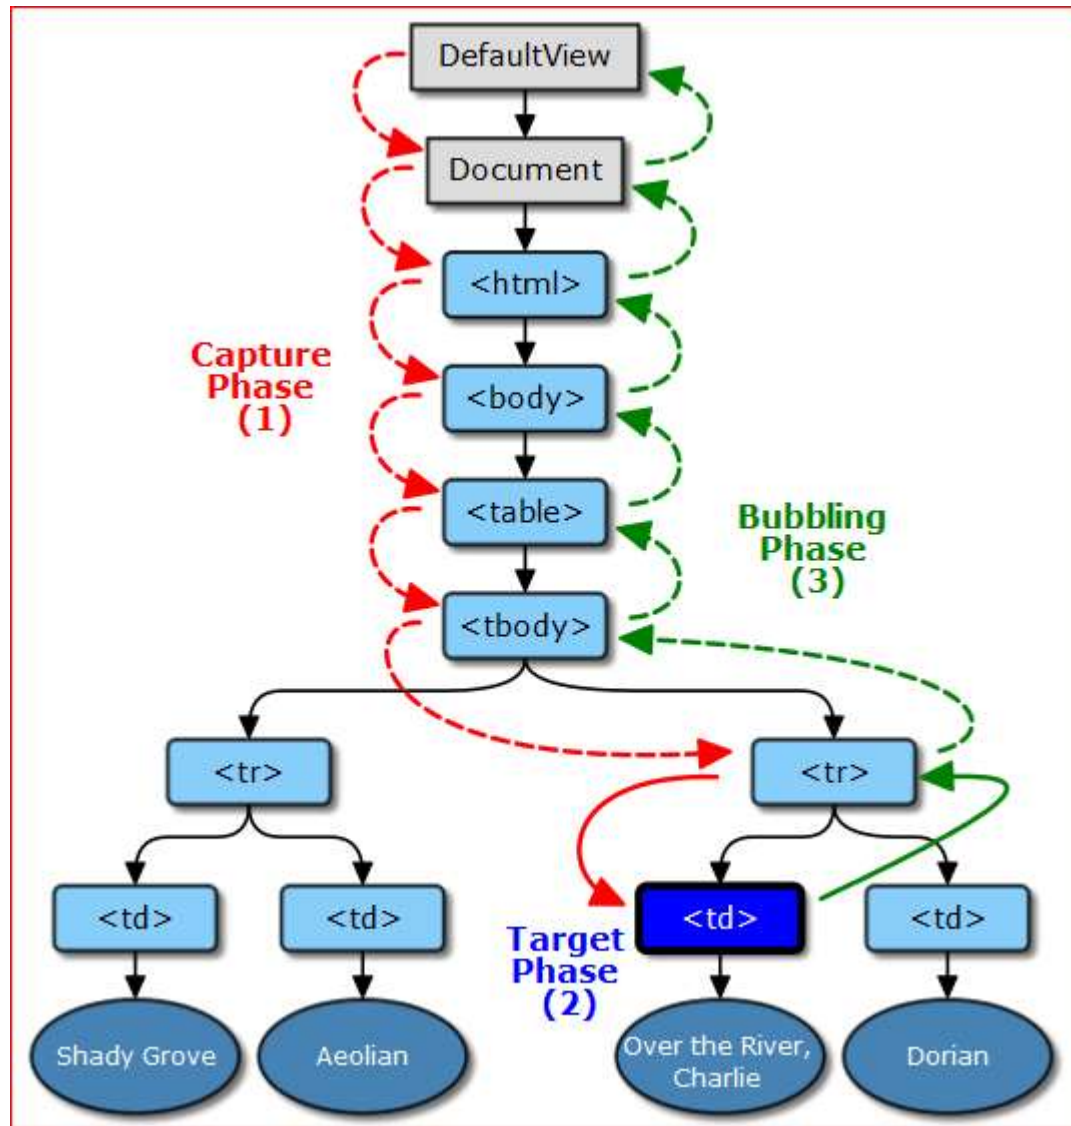 DefaultView
Document
<html>
Capture
Phase
(1)
<body>
<table>
Bubbling
Phase
(3)
<tbody>
<tr>
<tr>
<td>
<td>
<td>
<td>
Target
Phase
(2)
Shady Grove
Aeolian
Over the River,
Charlie
Dorian